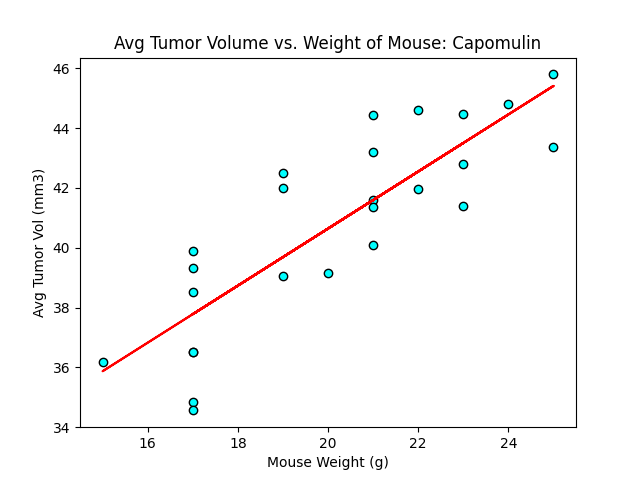 Avg Tumor Volume vs. Weight of Mouse: Capomulin
46
44
42
40
38
36
34
Avg Tumor Vol (mm3)
16 18 20 22 24
Mouse Weight (g)